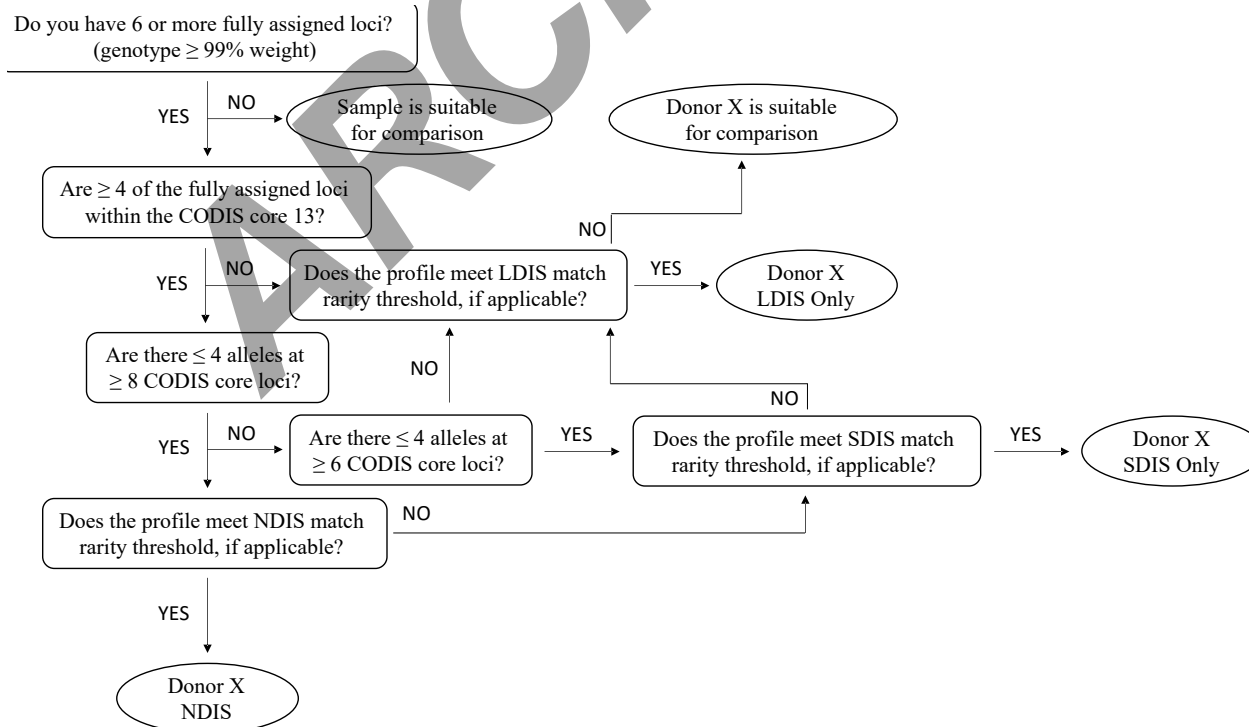 Do you have 6 or more fully assigned loci?
(genotype ≥ 99% weight)
YES
NO
Sample is suitable
for comparison
Donor X is suitable
for comparison
Are ≥ 4 of the fully assigned loci
within the CODIS core 13?
NO
YES
NO
Does the profile meet LDIS match
rarity threshold, if applicable?
YES
Donor X
LDIS Only
Are there ≤ 4 alleles at
≥ 8 CODIS core loci?
NO
NO
YES
NO
Are there ≤ 4 alleles at
≥ 6 CODIS core loci?
YES
Does the profile meet SDIS match
rarity threshold, if applicable?
YES
Donor X
SDIS Only
Does the profile meet NDIS match
rarity threshold, if applicable?
NO
YES
Donor X
NDIS